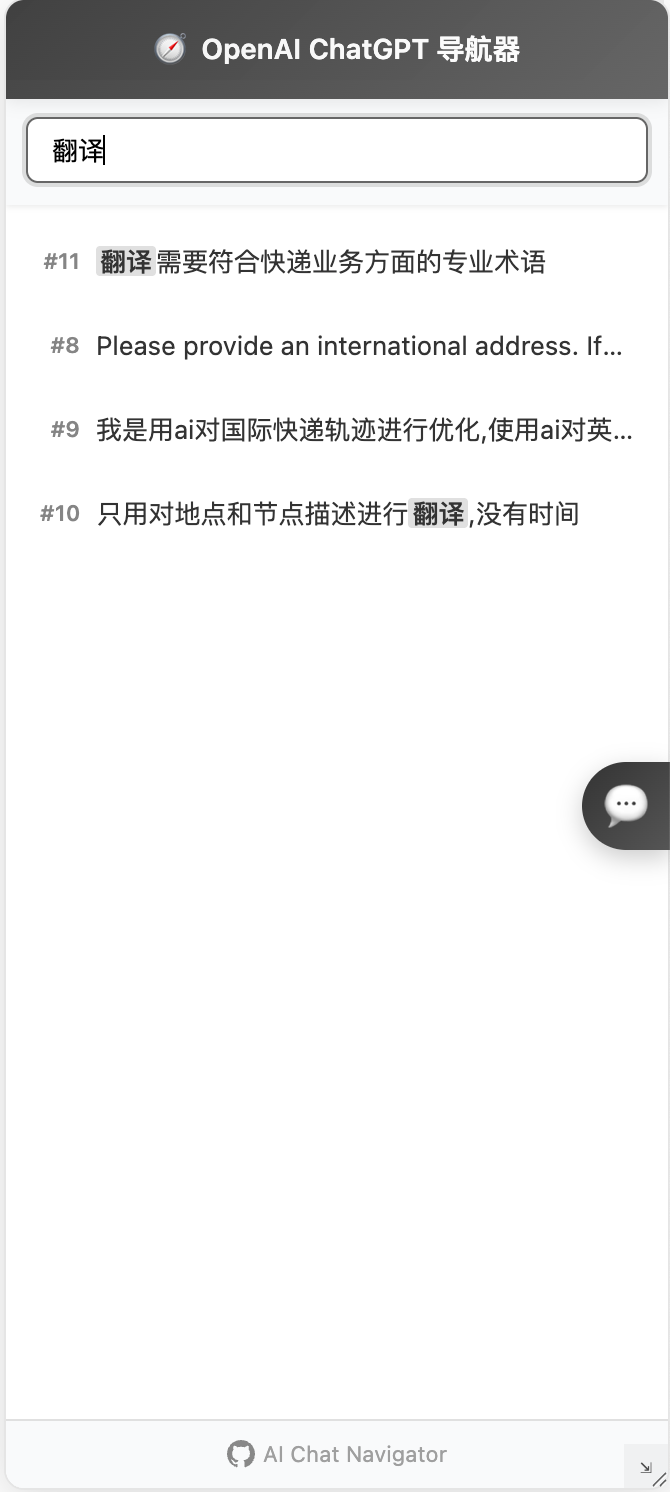 OpenAI ChatGPT 导航器
翻译
#11 翻译需要符合快递业务方面的专业术语
#8 Please provide an international address. If...
#9 我是用ai对国际快递轨迹进行优化,使用ai对英...
#10 只用对地点和节点描述进行翻译,没有时间
AI Chat Navigator